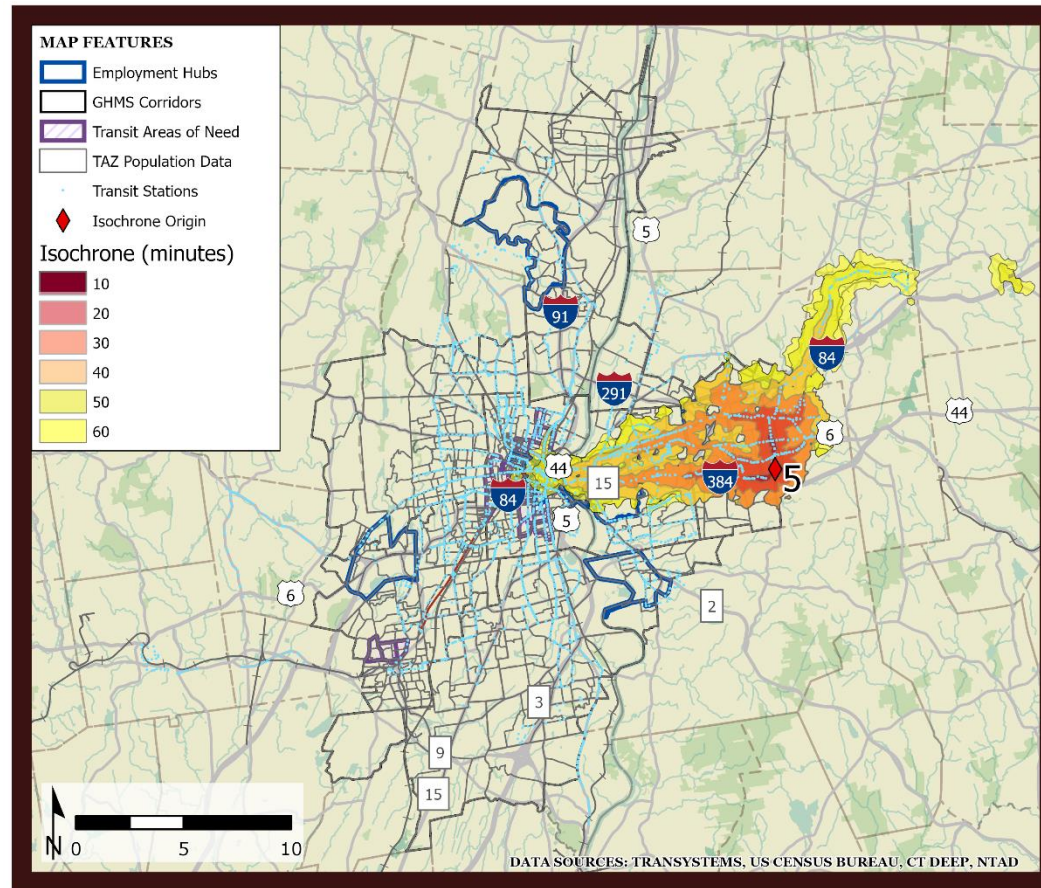 MAP FEATURES
Employment Hubs
GHMS Corridors
Transit Areas of Need
TAZ Population Data
Transit Stations
Isochrone Origin
Isochrone (minutes)
10
20
30
40
50
60
5
91
84
291
44
6
44
15
384
5
84
5
6
2
3
9
15
N
0 5 10
DATA SOURCES: TRANSYSTEMS, US CENSUS BUREAU, CT DEEP, NTAD